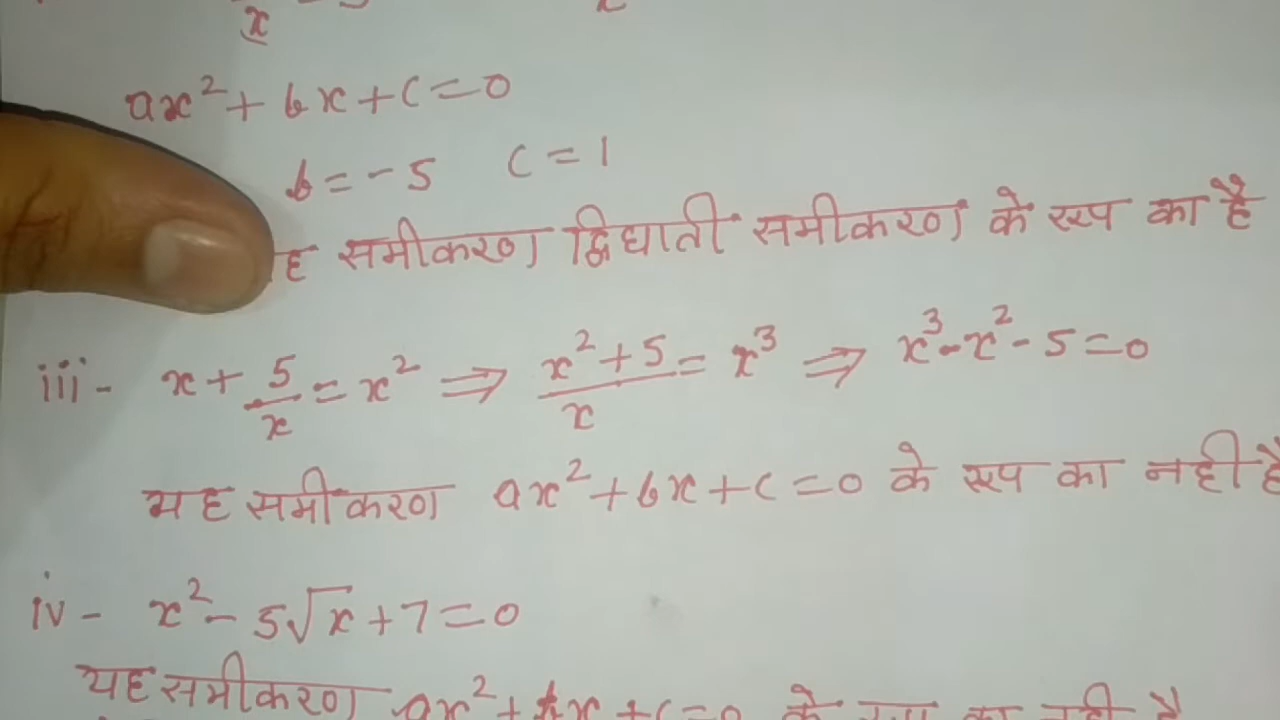 x
ax² + bx + c = 0
b = -5 c = 1
ह समीकरण द्विघाती समीकरण के रूप का है
iii- x + 5/x = x² ⇒ (x² + 5)/x = x³ ⇒ x³ - x² - 5 = 0
यह समीकरण ax² + bx + c = 0 के रूप का नही है
iv- x² - 5√x + 7 = 0
यह समीकरण ax² + bx + c = 0 के रूप का नही है